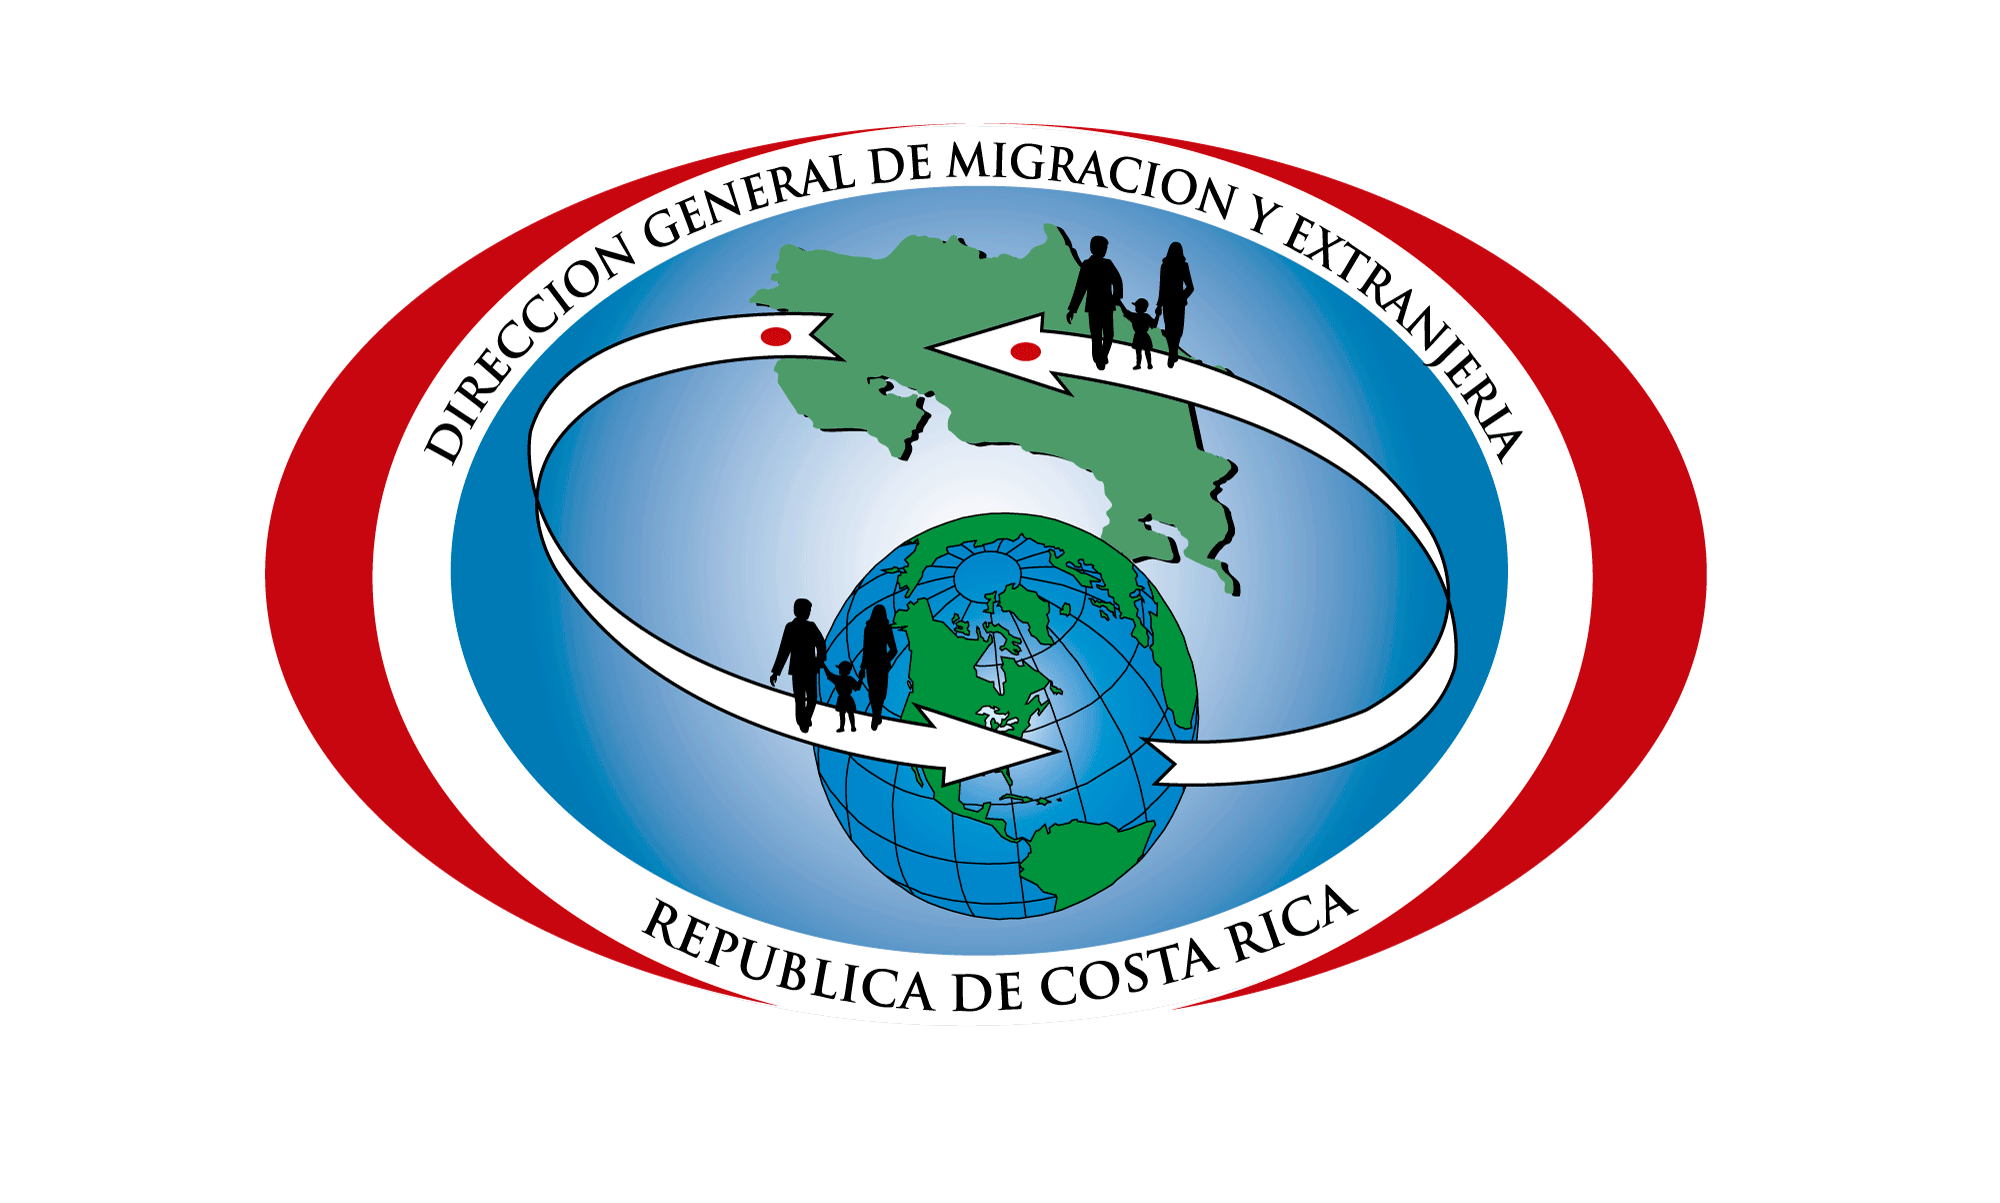 DIRECCION GENERAL DE MIGRACION Y EXTRANJERIA
REPUBLICA DE COSTA RICA